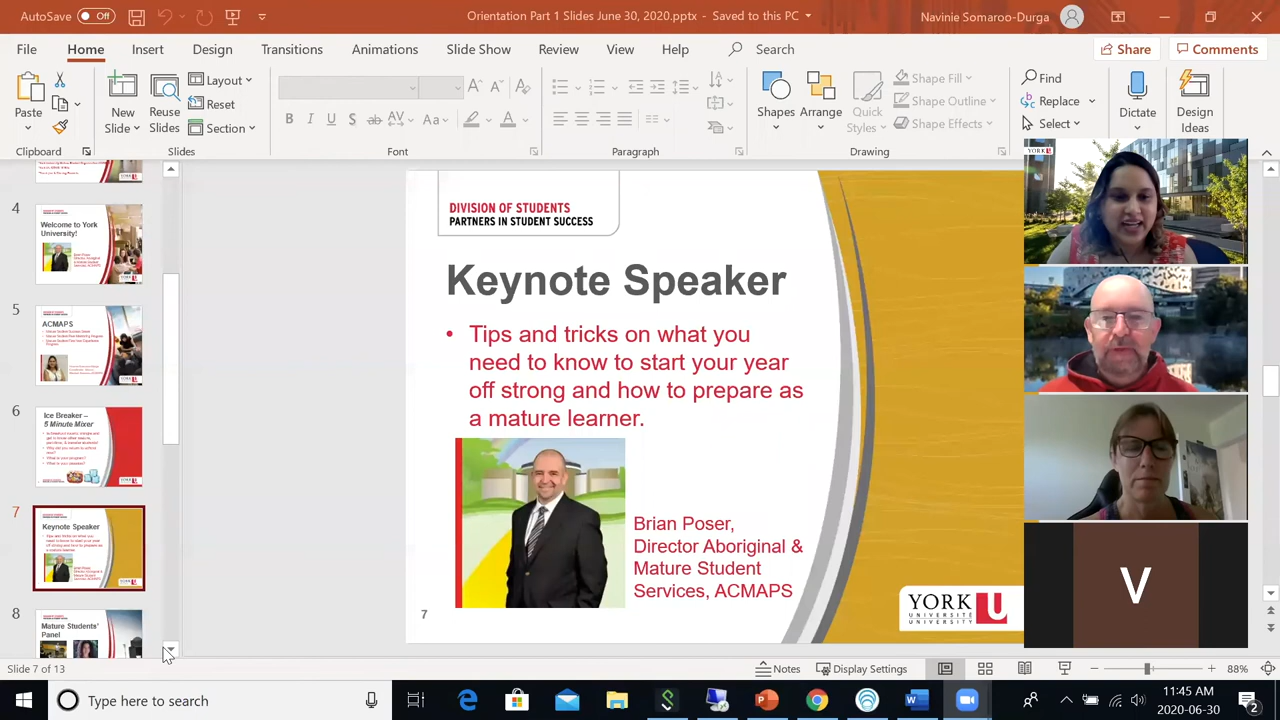 AutoSave Off
Orientation Part 1 Slides June 30, 2020.pptx - Saved to this PC
Navinie Somaroo-Durga
File Home Insert Design Transitions Animations Slide Show Review View Help Search Share Comments
Paste
New Slide
Reuse Slides
Layout
Reset
Section
Shapes
Arrange
Quick Styles
Shape Fill
Shape Outline
Shape Effects
Find
Replace
Select
Dictate
Design Ideas
Clipboard Slides Font Paragraph Drawing
4
Welcome to York University!
5
ACMAPS
6
Ice Breaker –
5 Minute Mixer
7
Keynote Speaker
8
Mature Students'
Panel
DIVISION OF STUDENTS
PARTNERS IN STUDENT SUCCESS
Keynote Speaker
• Tips and tricks on what you
need to know to start your year
off strong and how to prepare as
a mature learner.
Brian Poser,
Director Aboriginal &
Mature Student
Services, ACMAPS
7
YORK U
UNIVERSITÉ
UNIVERSITY
YORK U
V
Slide 7 of 13
Notes
Display Settings
88%
Type here to search
11:45 AM
2020-06-30
2